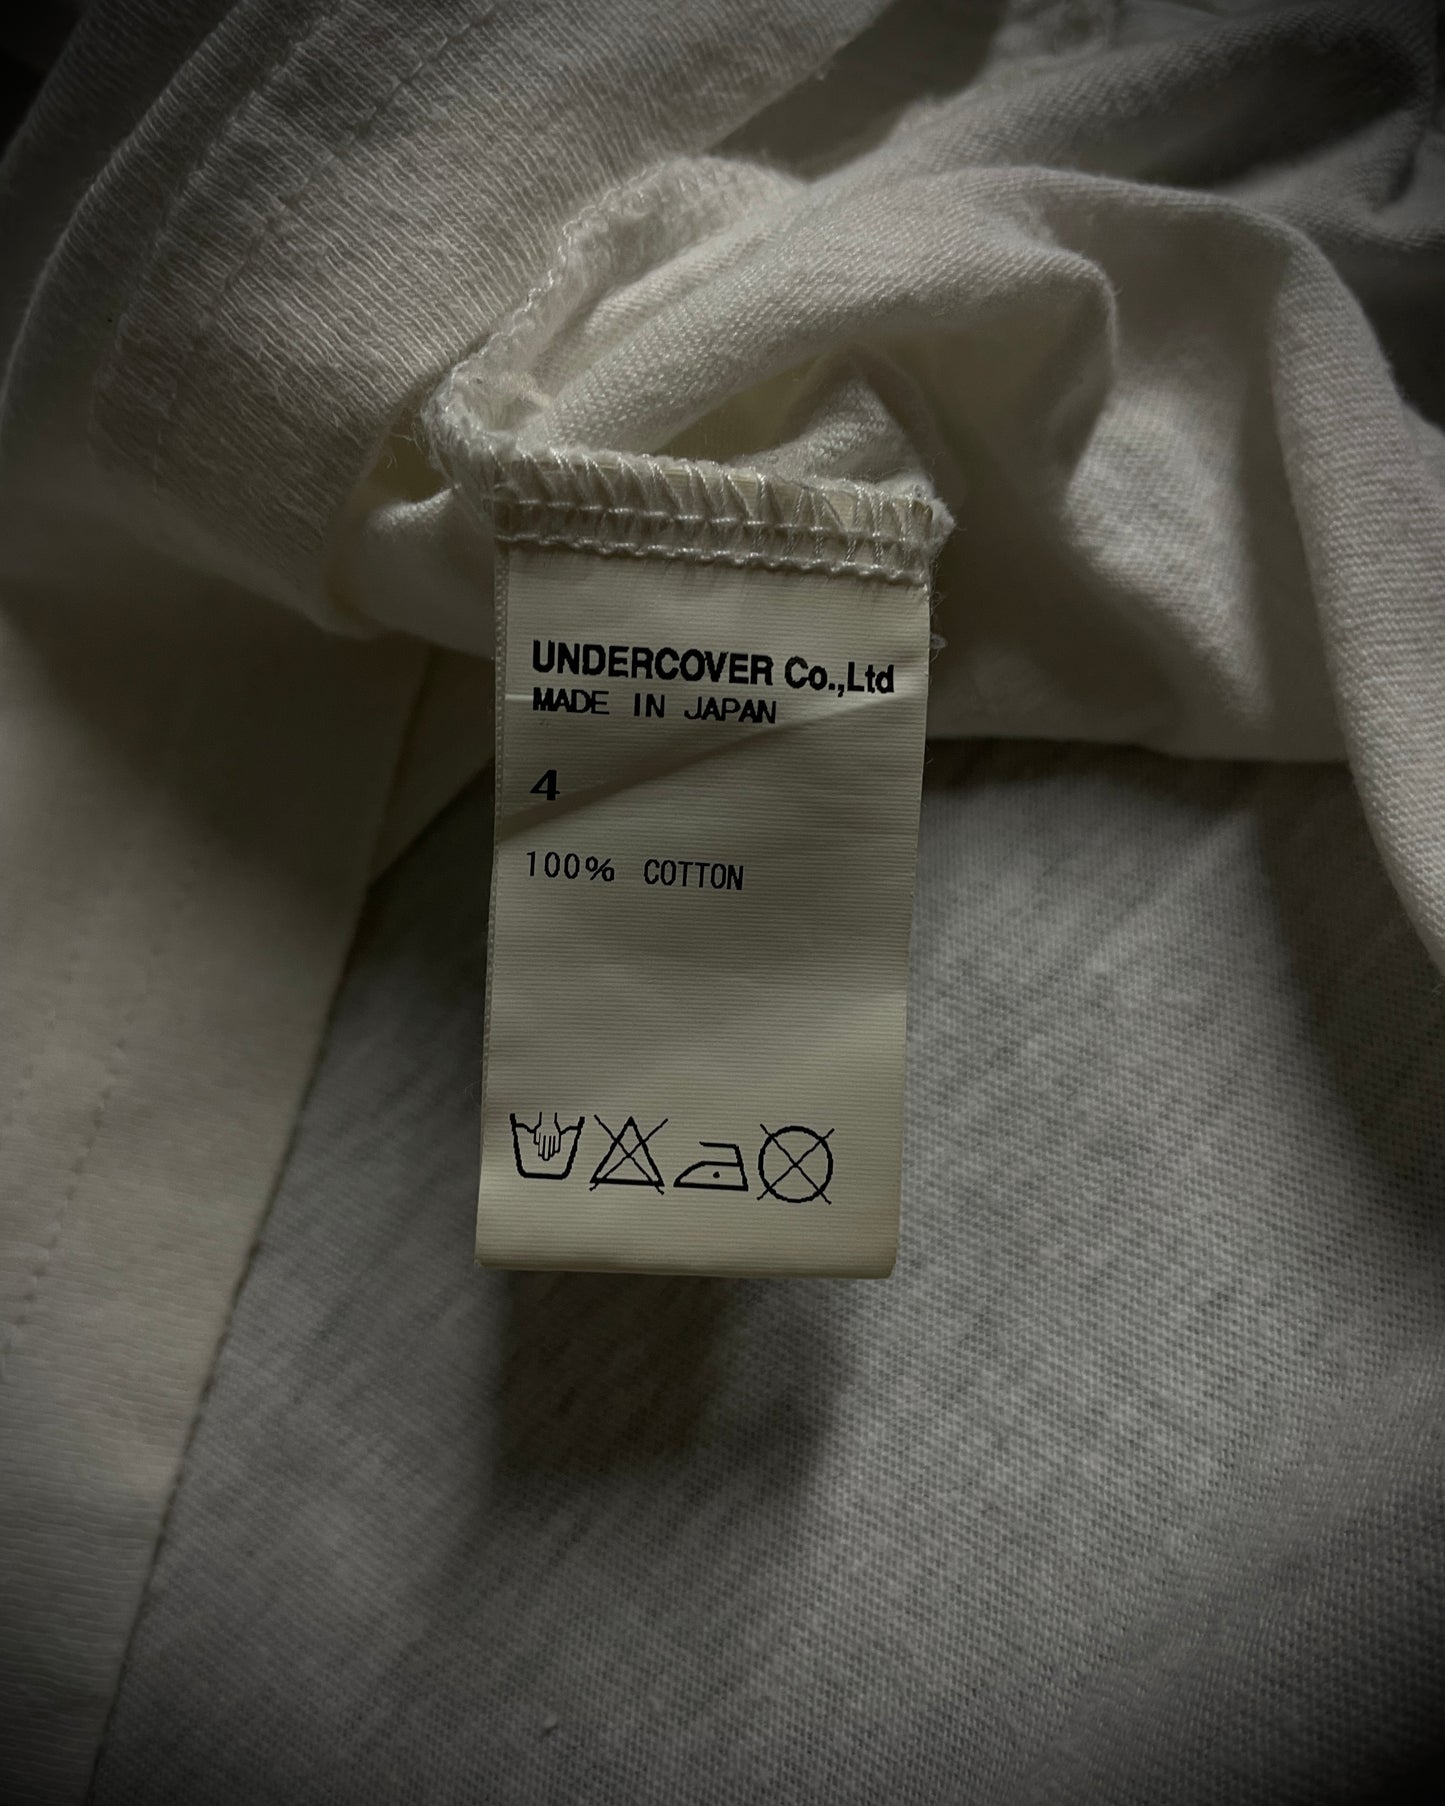 UNDERCOVER Co.,Ltd
MADE IN JAPAN
4
100% COTTON